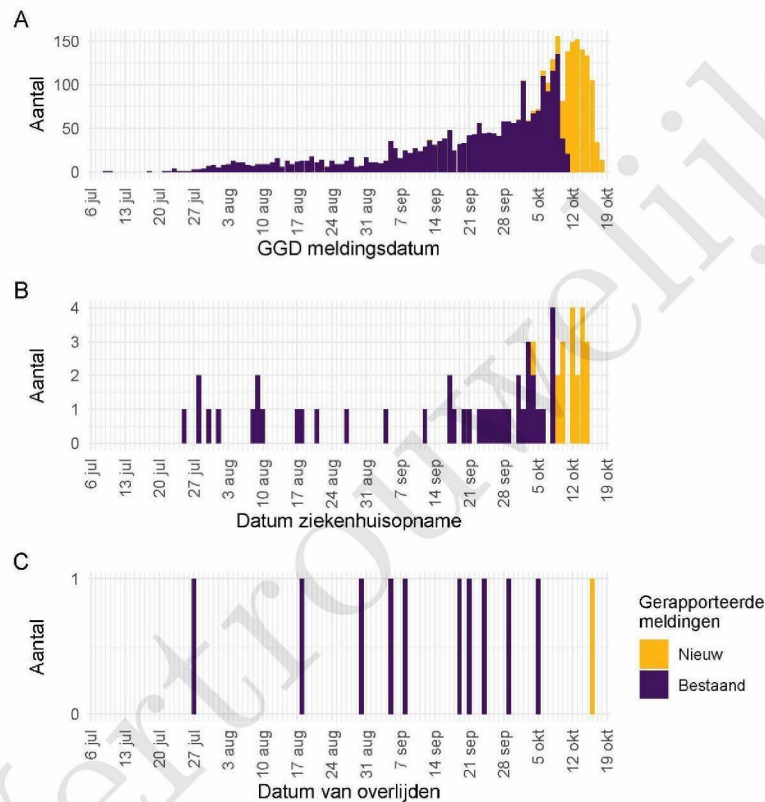 A
150
100
50
0
Aantal
6 jul
13 jul
20 jul
27 jul
3 aug
10 aug
17 aug
24 aug
31 aug
7 sep
14 sep
21 sep
28 sep
5 okt
12 okt
19 okt
GGD meldingsdatum
B
4
3
2
1
0
Aantal
6 jul
13 jul
20 jul
27 jul
3 aug
10 aug
17 aug
24 aug
31 aug
7 sep
14 sep
21 sep
28 sep
5 okt
12 okt
19 okt
Datum ziekenhuisopname
C
1
0
Aantal
6 jul
13 jul
20 jul
27 jul
3 aug
10 aug
17 aug
24 aug
31 aug
7 sep
14 sep
21 sep
28 sep
5 okt
12 okt
19 okt
Datum van overlijden
Gerapporteerde
meldingen
Nieuw
Bestaand